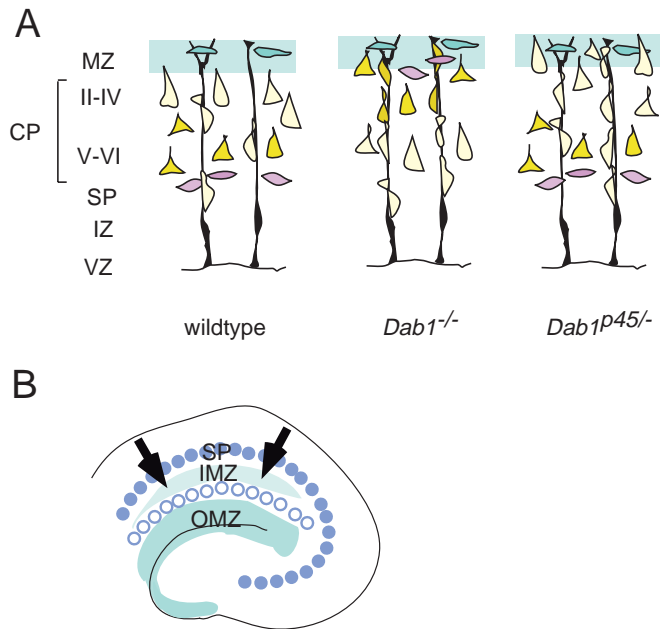 A
MZ
II-IV
CP
V-VI
SP
IZ
VZ
wildtype
Dab1-/-
Dab1p45/-
B
SP
IMZ
OMZ